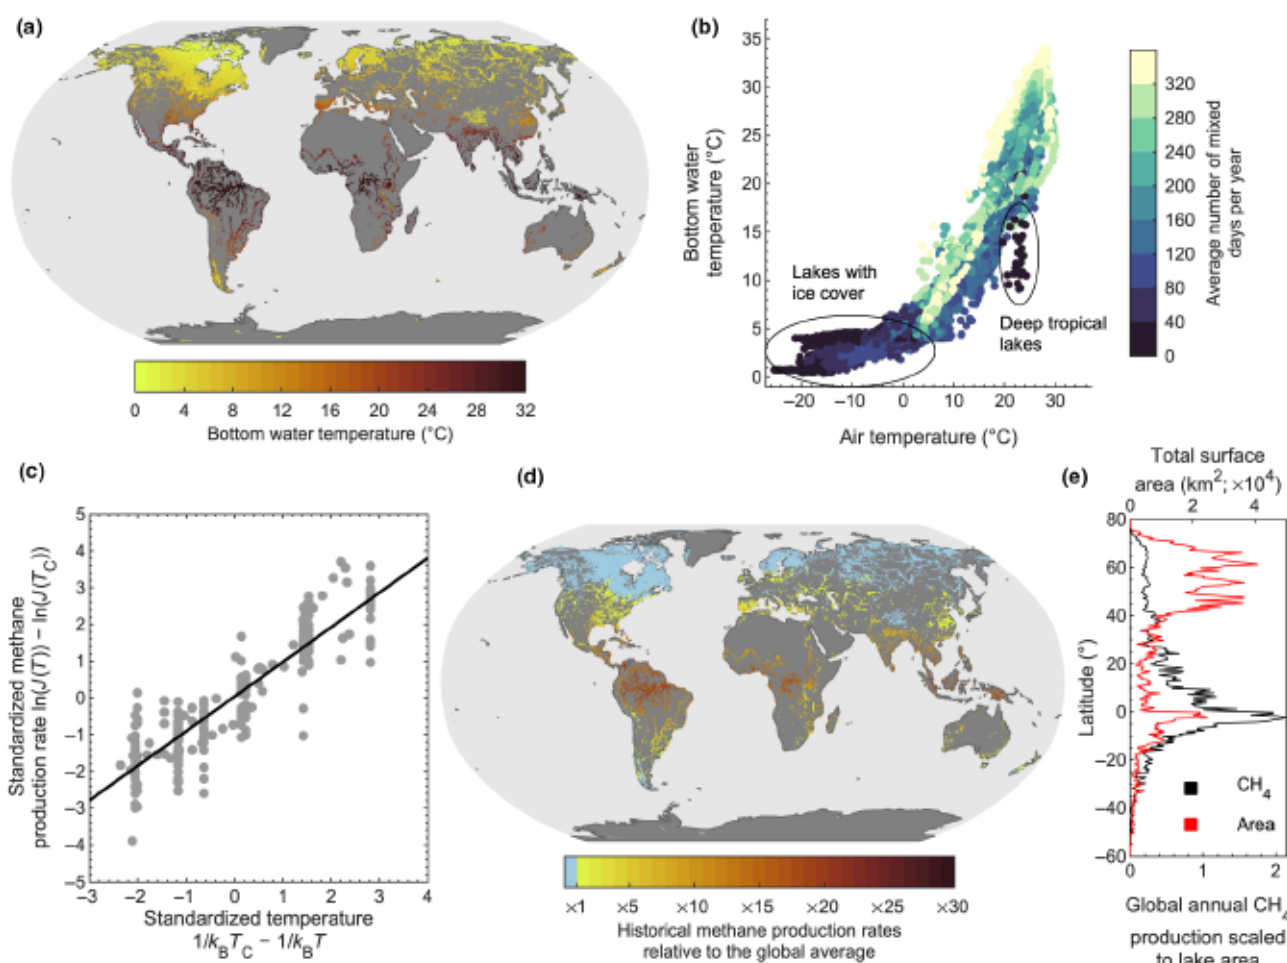 (a)
0 4 8 12 16 20 24 28 32
Bottom water temperature (°C)
(b)
35
30
25
20
15
10
5
0
Bottom water
temperature (°C)
Lakes with
ice cover
Deep tropical
lakes
–20 –10 0 10 20 30
Air temperature (°C)
320
280
240
200
160
120
80
40
0
Average number of mixed
days per year
(c)
5
4
3
2
1
0
–1
–2
–3
–4
–5
Standardized methane
production rate ln(J(T)) – ln(J(T_C))
–3 –2 –1 0 1 2 3 4
Standardized temperature
1/k_BT_C – 1/k_BT
(d)
×1 ×5 ×10 ×15 ×20 ×25 ×30
Historical methane production rates
relative to the global average
(e)
Total surface
area (km²; ×10⁴)
0 2 4
80
60
40
20
0
–20
–40
–60
Latitude (°)
CH₄
Area
0 1 2
Global annual CH₄
production scaled
to lake area